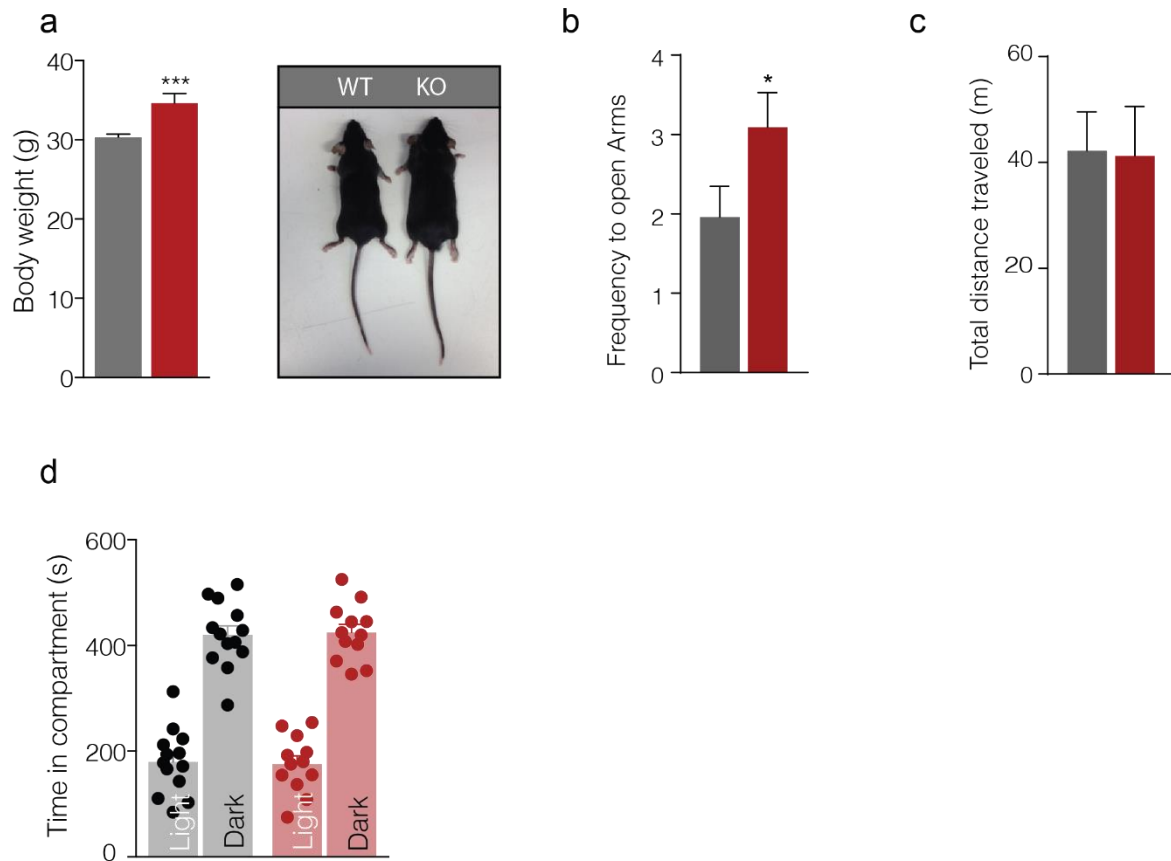 a
Body weight (g)
40
30
20
10
0
***
WT KO
b
Frequency to open Arms
4
3
2
1
0
*
c
Total distance traveled (m)
60
40
20
0
d
Time in compartment (s)
600
400
200
0
Light
Dark
Light
Dark